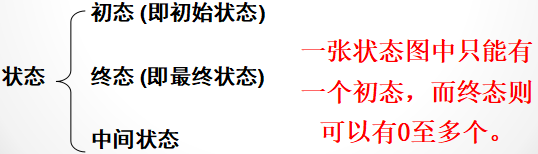 初态 (即初始状态)
状态
终态 (即最终状态)
中间状态
一张状态图中只能有
一个初态，而终态则
可以有0至多个。